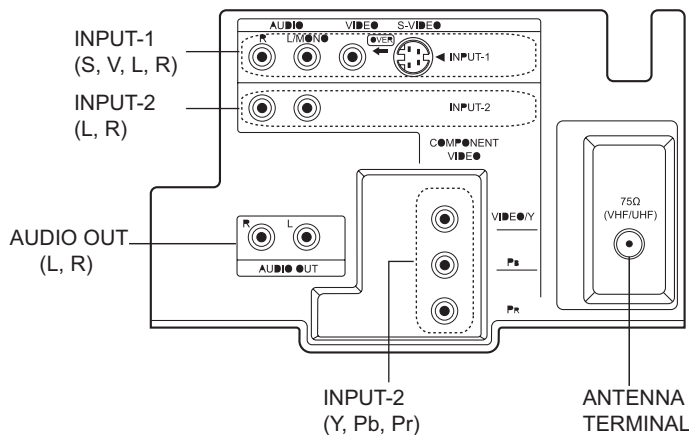 AUDIO VIDEO S-VIDEO
R L/MONO OVER
INPUT-1
(S, V, L, R)
◄ INPUT-1
INPUT-2
(L, R)
INPUT-2
COMPONENT
VIDEO
75Ω
(VHF/UHF)
VIDEO/Y
R L
AUDIO OUT
AUDIO OUT
(L, R)
PB
PR
INPUT-2
(Y, Pb, Pr)
ANTENNA
TERMINAL